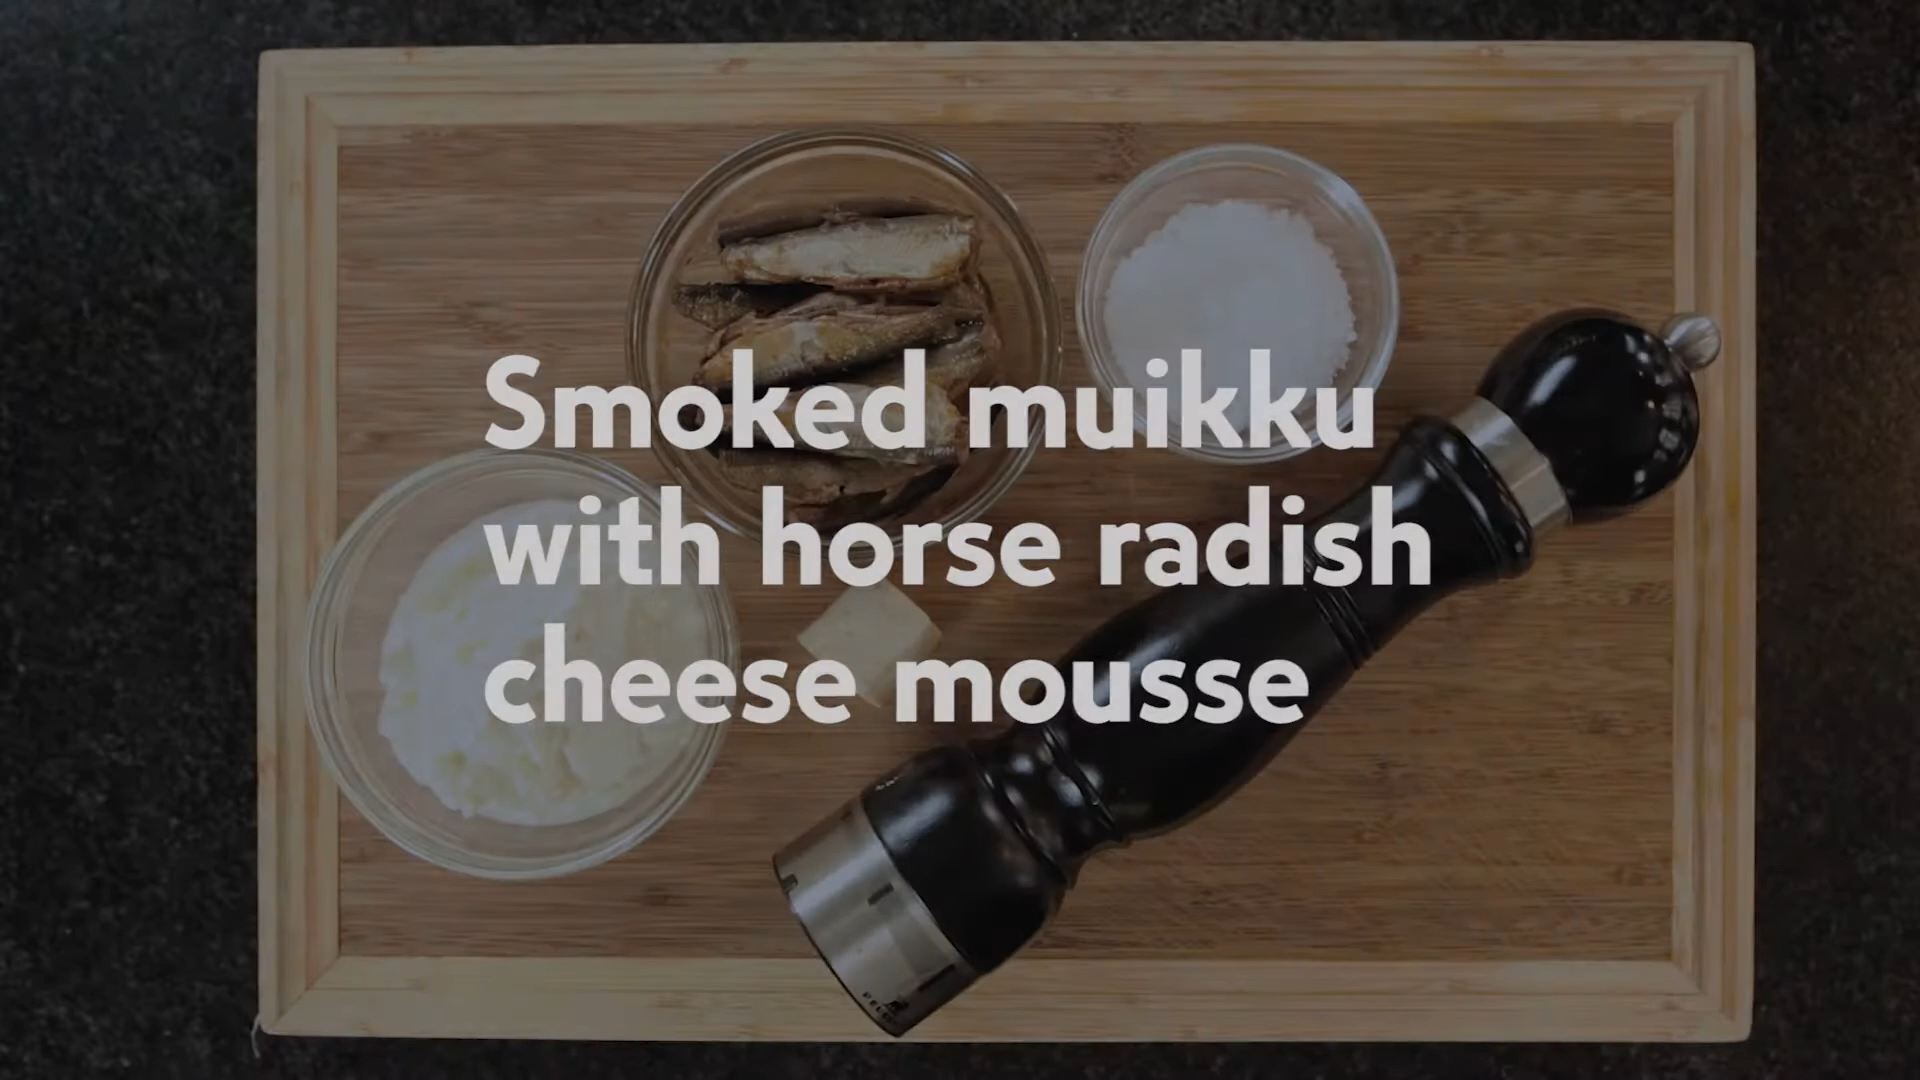 Smoked muikku
with horse radish
cheese mousse